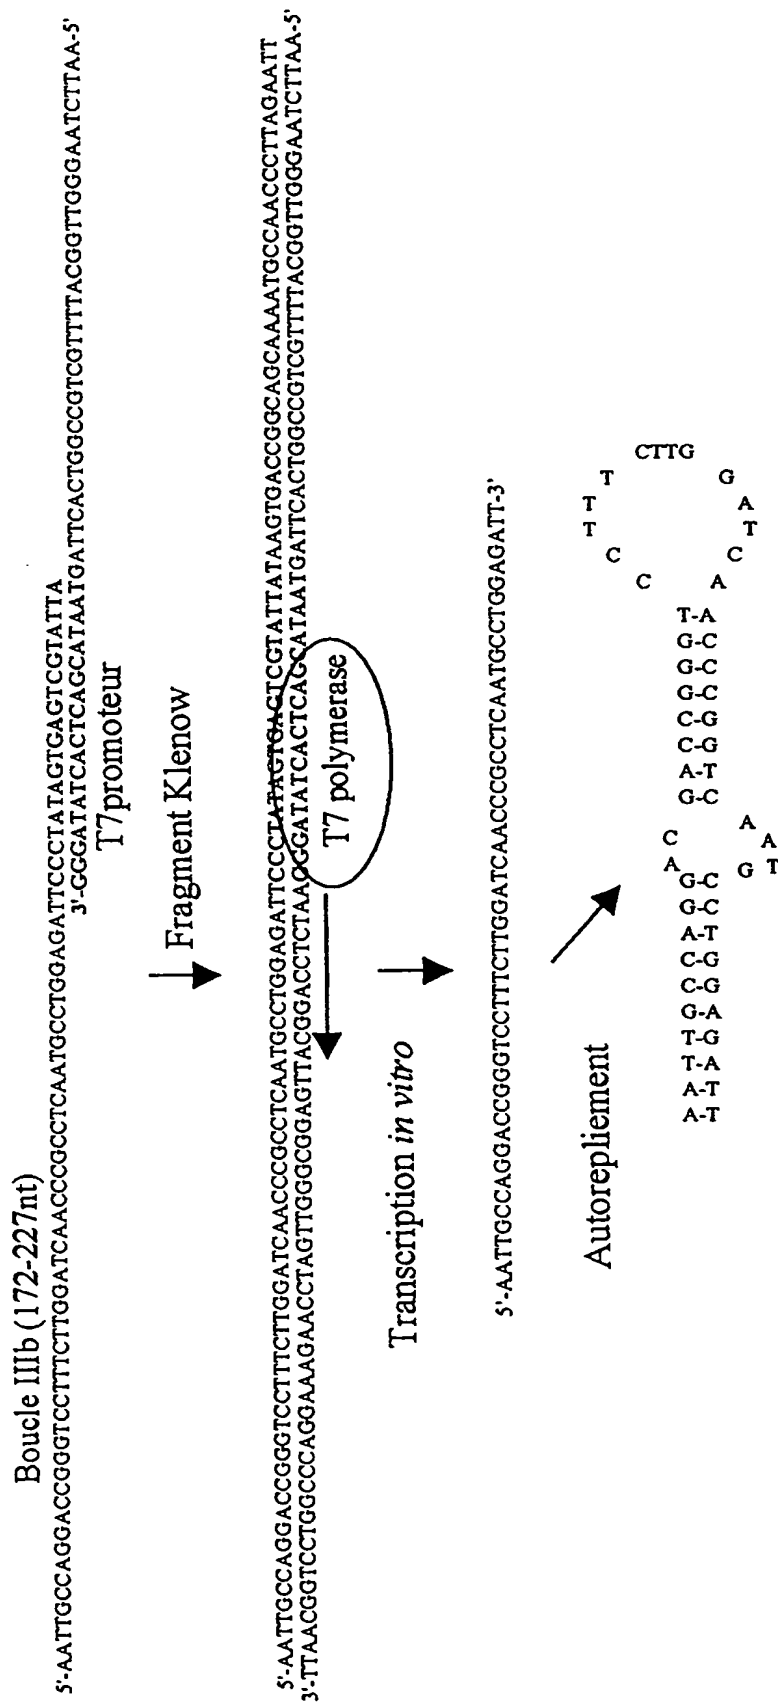 Boucle IIIb (172-227nt)
5'-AATTGCCAGGACCGGGTCCTTTCTTGGATCAACCCGCCTCAATGCCTGGAGATTCCCTATAGTGAGTCGTATTA
3'-GGGATATCACTCAGCATAATGATTCACTGGCCGTCGTTTTACGGTTGGGAATCTTAA-5'
T7promoteur
Fragment Klenow
5'-AATTGCCAGGACCGGGTCCTTTCTTGGATCAACCCGCCTCAATGCCTGGAGATTCCCTATAGTGAGTCGTATTATAAGTGACCGGCAGCAAAATGCCAACCCTTAGAATT
3'-TTAACGGTCCTGGCCCAGGAAAGAACCTAGTTGGGCGGAGTTACGGACCTCTAAGGGATATCACTCAGCATAATGATTCACTGGCCGTCGTTTTACGGTTGGGAATCTTAA-5'
T7 polymerase
Transcription in vitro
5'-AATTGCCAGGACCGGGTCCTTTCTTGGATCAACCCGCCTCAATGCCTGGAGATT-3'
Autorepliement
CTTG
T G
T A
T T
C C
C A
T-A
G-C
G-C
G-C
C-G
C-G
A-T
G-C
C A
A A
G T
G-C
G-C
A-T
C-G
C-G
G-A
T-G
T-A
A-T
A-T